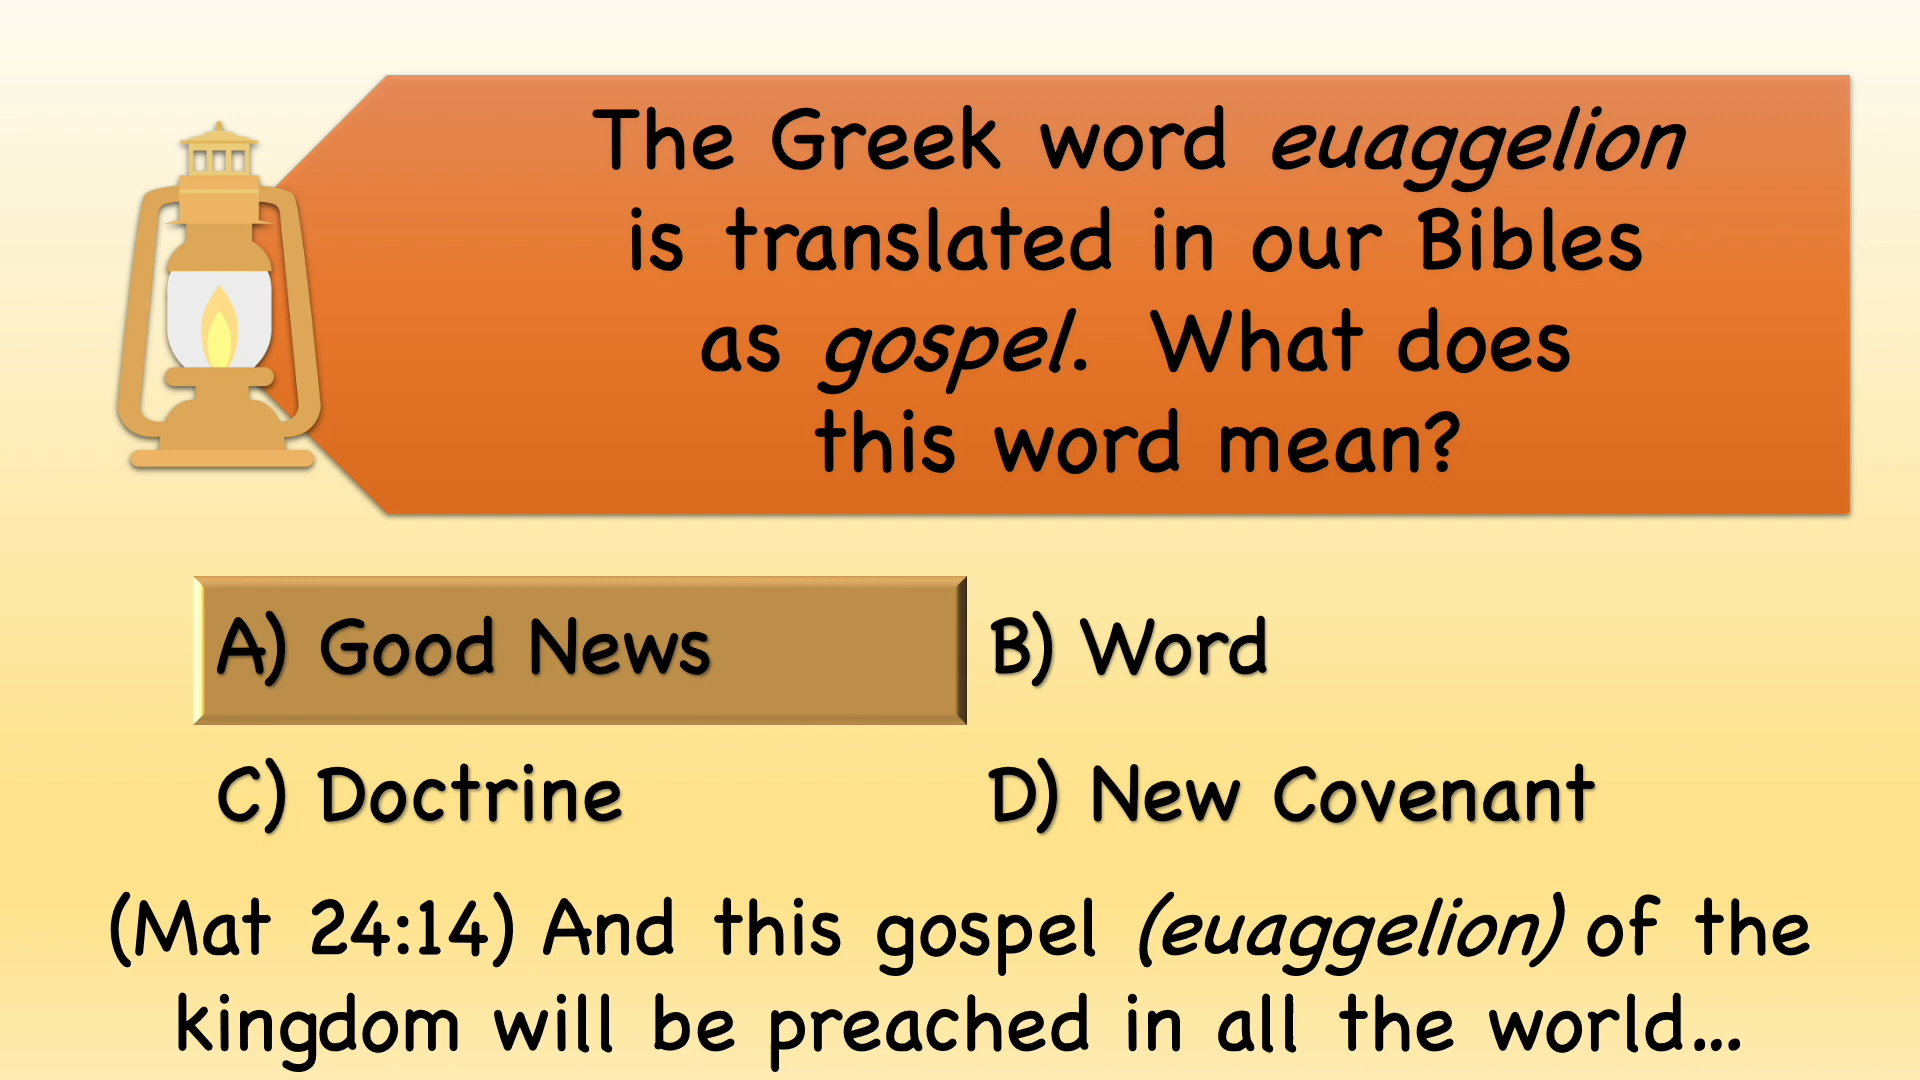 The Greek word euaggelion
is translated in our Bibles
as gospel. What does
this word mean?
A) Good News
B) Word
C) Doctrine
D) New Covenant
(Mat 24:14) And this gospel (euaggelion) of the
kingdom will be preached in all the world...